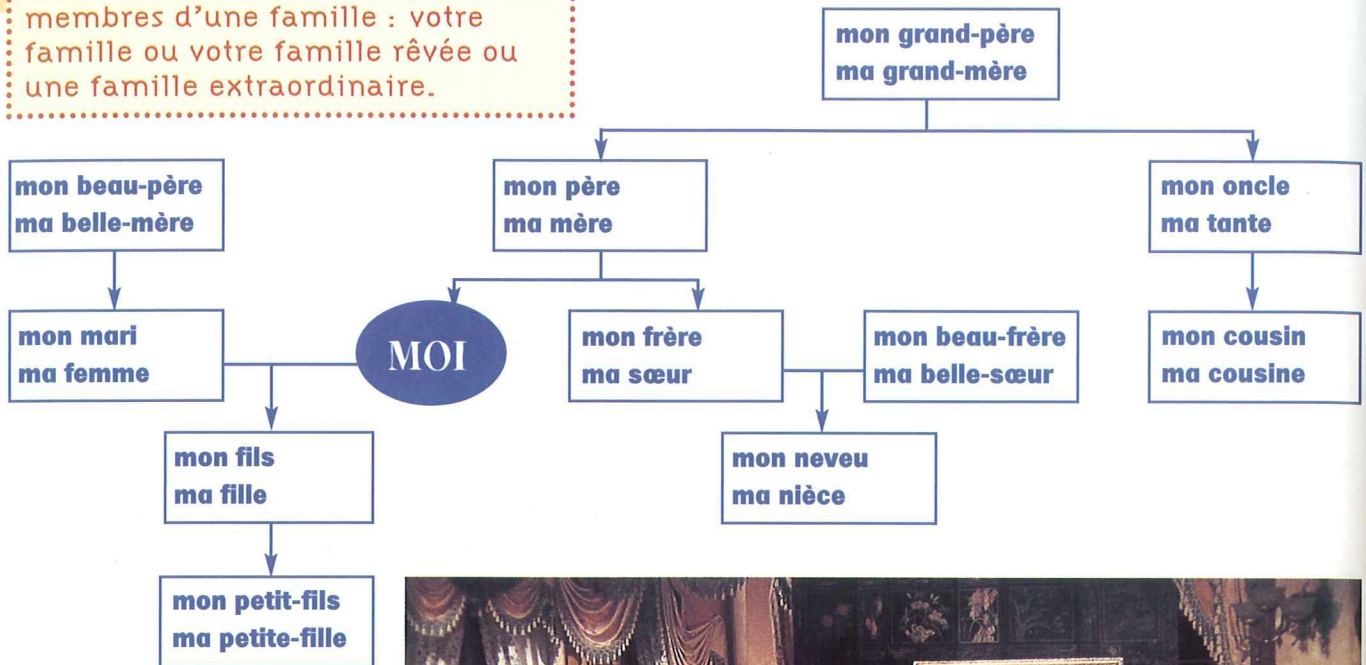 membres d'une famille : votre
famille ou votre famille rêvée ou
une famille extraordinaire.
mon grand-père
ma grand-mère
mon beau-père
ma belle-mère
mon père
ma mère
mon oncle
ma tante
mon mari
ma femme
MOI
mon frère
ma sœur
mon beau-frère
ma belle-sœur
mon cousin
ma cousine
mon fils
ma fille
mon neveu
ma nièce
mon petit-fils
ma petite-fille